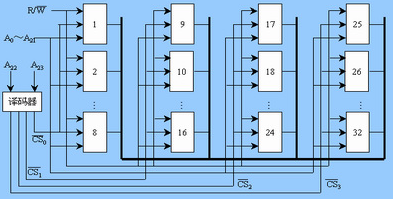 R/W̅
A₀～A₂₁
A₂₂ A₂₃
译码器
C̅S̅₀
C̅S̅₁
C̅S̅₂
C̅S̅₃
1 9 17 25
2 10 18 26
⋮ ⋮ ⋮ ⋮
8 16 24 32